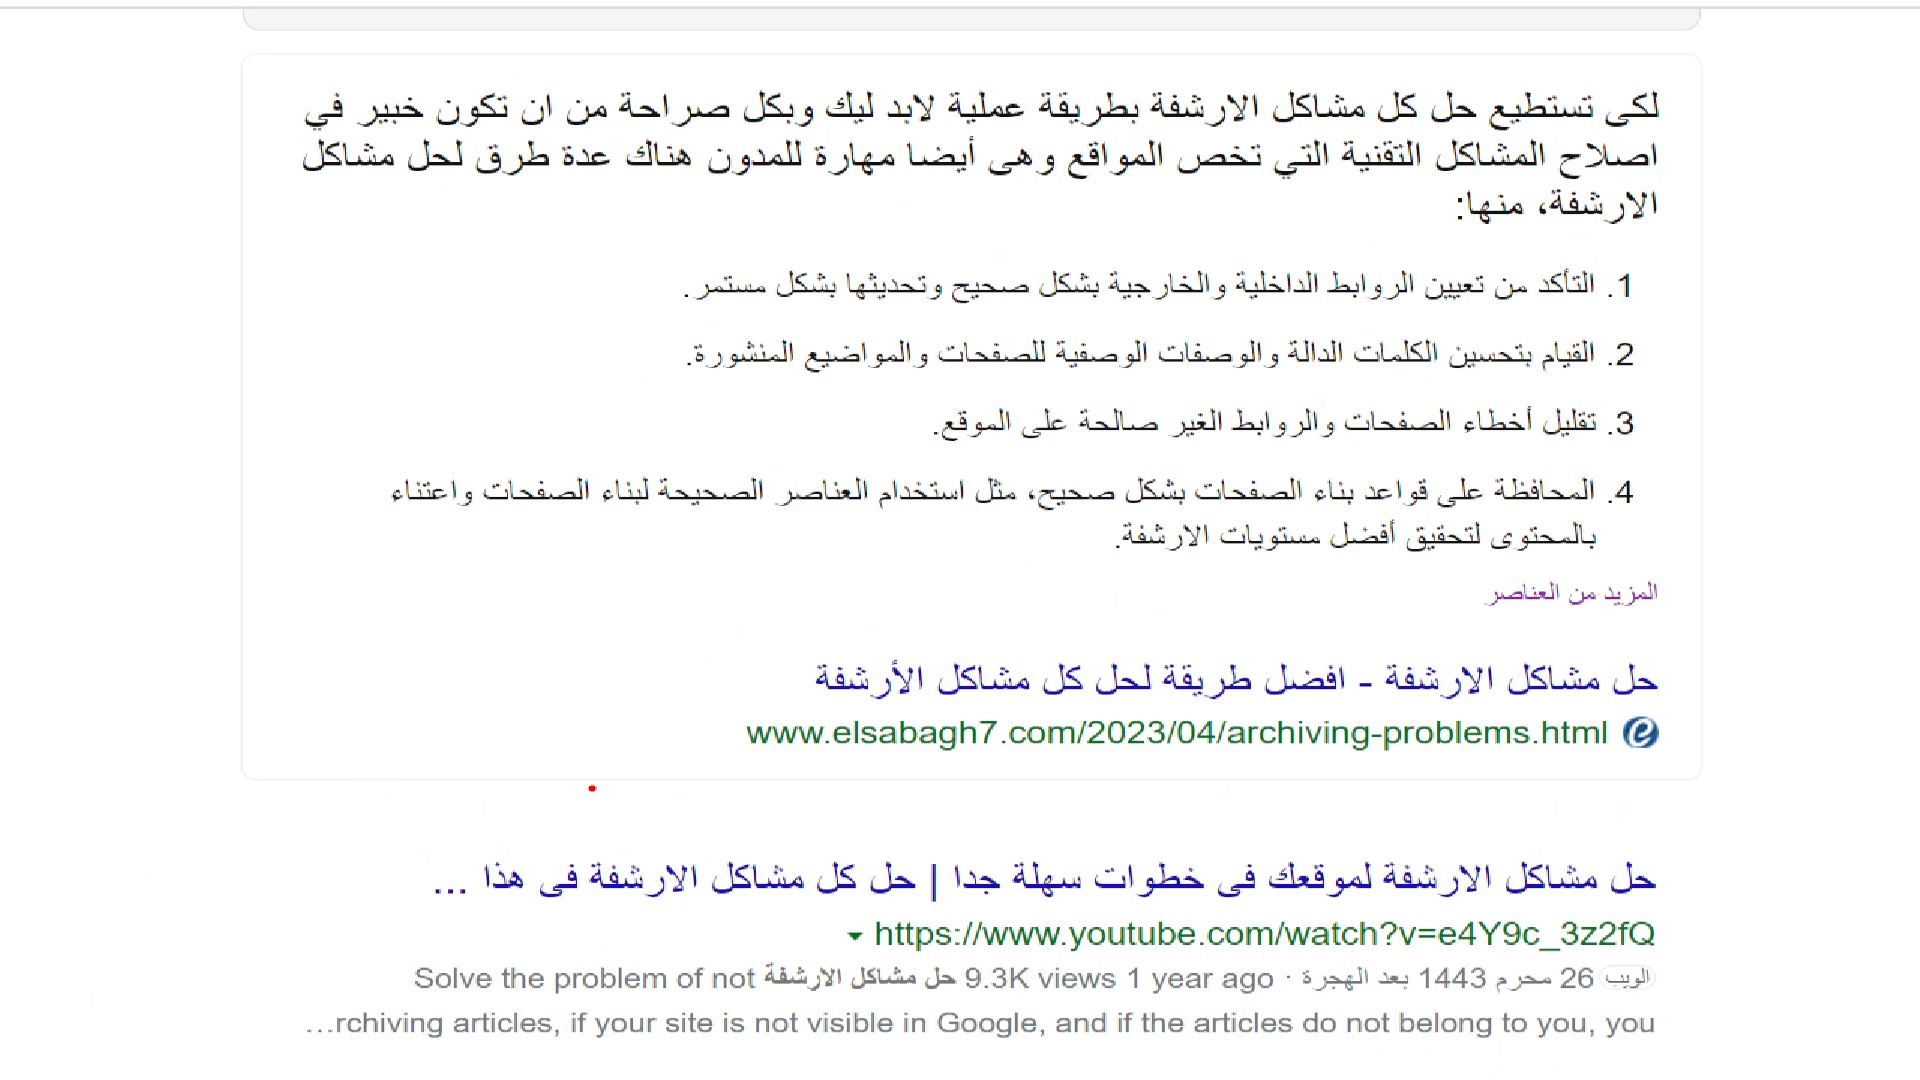 لكى تستطيع حل كل مشاكل الارشفة بطريقة عملية لابد ليك وبكل صراحة من ان تكون خبير في
اصلاح المشاكل التقنية التي تخص المواقع وهى أيضا مهارة للمدون هناك عدة طرق لحل مشاكل
الارشفة، منها:
1. التأكد من تعيين الروابط الداخلية والخارجية بشكل صحيح وتحديثها بشكل مستمر.
2. القيام بتحسين الكلمات الدالة والوصفات الوصفية للصفحات والمواضيع المنشورة.
3. تقليل أخطاء الصفحات والروابط الغير صالحة على الموقع.
4. المحافظة على قواعد بناء الصفحات بشكل صحيح، مثل استخدام العناصر الصحيحة لبناء الصفحات واعتناء
بالمحتوى لتحقيق أفضل مستويات الارشفة.
المزيد من العناصر
حل مشاكل الارشفة - افضل طريقة لحل كل مشاكل الأرشفة
www.elsabagh7.com/2023/04/archiving-problems.html
حل مشاكل الارشفة لموقعك فى خطوات سهلة جدا | حل كل مشاكل الارشفة فى هذا ...
https://www.youtube.com/watch?v=e4Y9c_3z2fQ
الويب 26 محرم 1443 بعد الهجرة · 9.3K views 1 year ago حل مشاكل الارشفة Solve the problem of not
...rchiving articles, if your site is not visible in Google, and if the articles do not belong to you, you